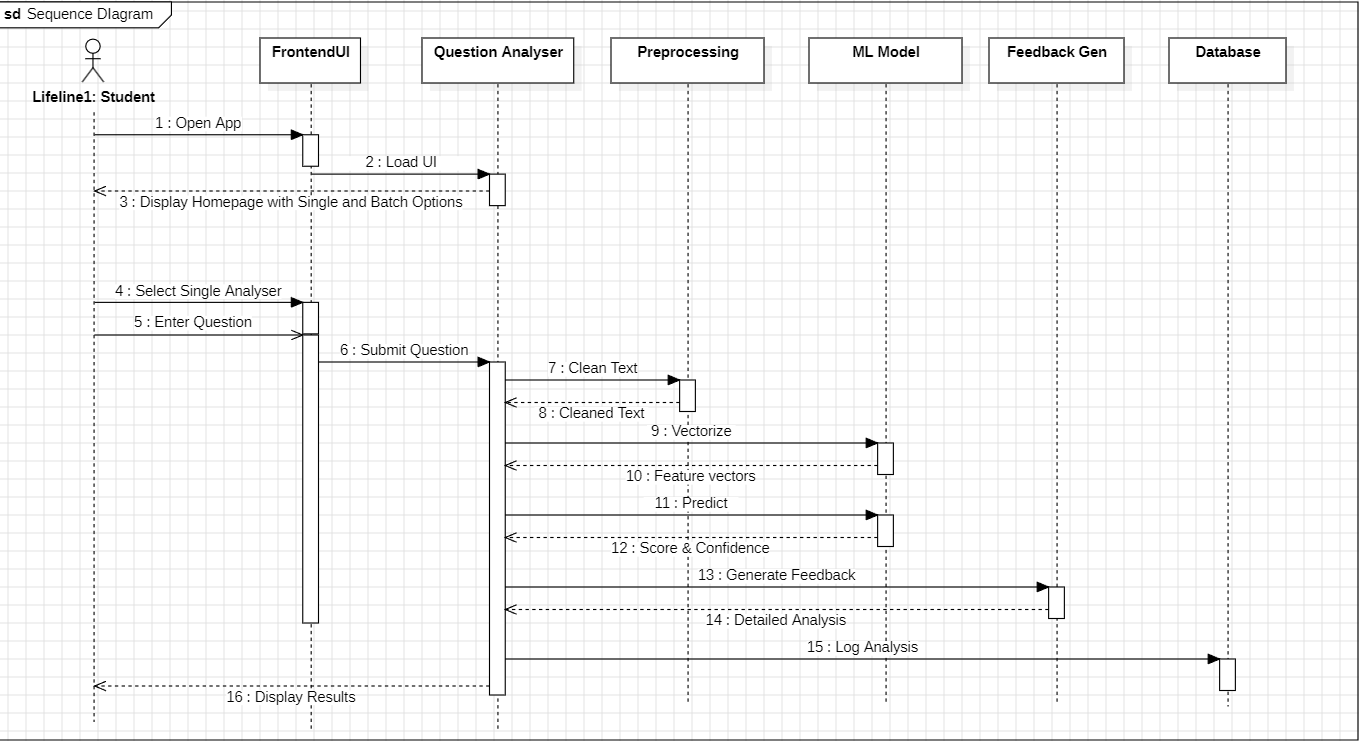 sd Sequence DIagram
FrontendUI
Question Analyser
Preprocessing
ML Model
Feedback Gen
Database
Lifeline1: Student
1 : Open App
2 : Load UI
3 : Display Homepage with Single and Batch Options
4 : Select Single Analyser
5 : Enter Question
6 : Submit Question
7 : Clean Text
8 : Cleaned Text
9 : Vectorize
10 : Feature vectors
11 : Predict
12 : Score & Confidence
13 : Generate Feedback
14 : Detailed Analysis
15 : Log Analysis
16 : Display Results